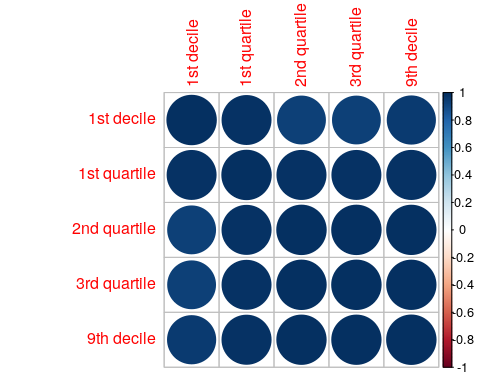 1st decile
1st quartile
2nd quartile
3rd quartile
9th decile
1st decile
1st quartile
2nd quartile
3rd quartile
9th decile
1
0.8
0.6
0.4
0.2
0
-0.2
-0.4
-0.6
-0.8
-1